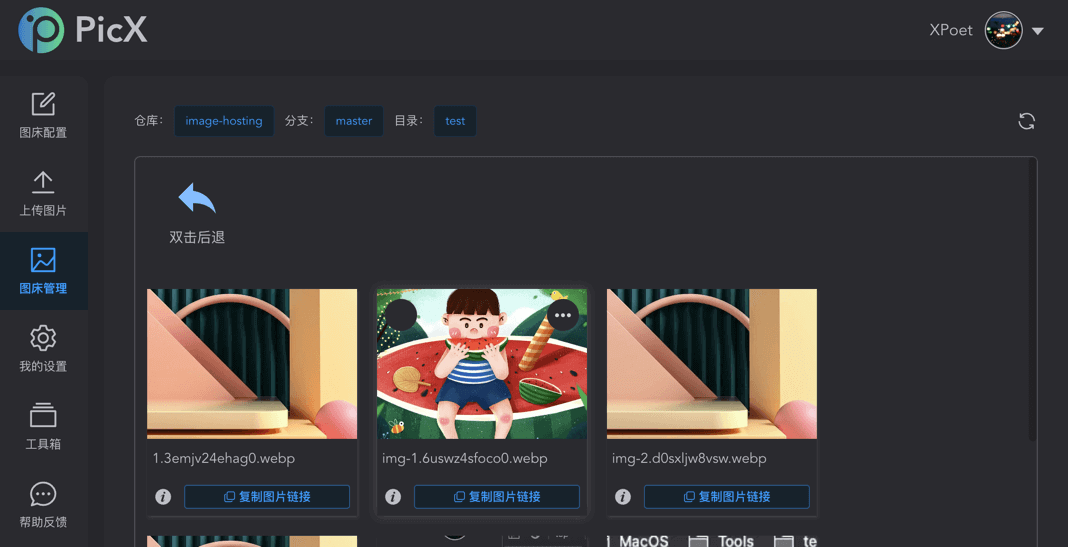 PicX
XPoet
图床配置
上传图片
图床管理
我的设置
工具箱
帮助反馈
仓库： image-hosting 分支： master 目录： test
双击后退
1.3emjv24ehag0.webp
img-1.6uswz4sfoco0.webp
img-2.d0sxljw8vsw.webp
复制图片链接
复制图片链接
复制图片链接
MacOS
Tools
te